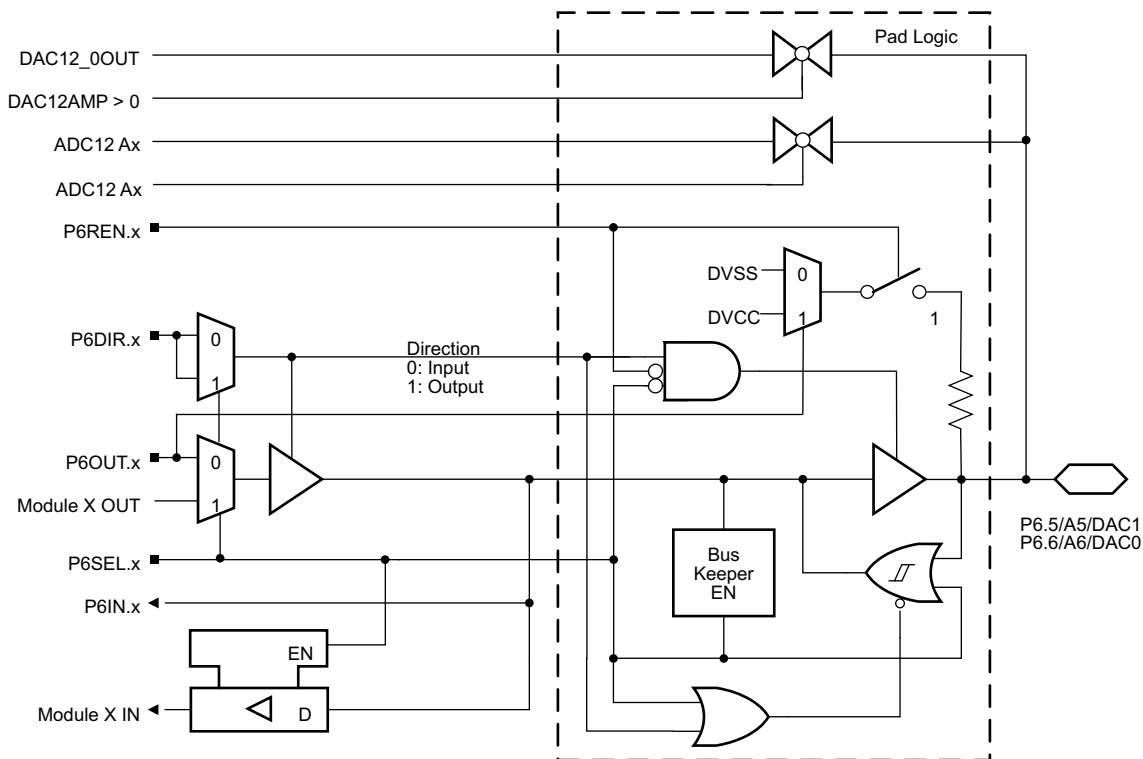 Pad Logic
DAC12_0OUT
DAC12AMP > 0
ADC12 Ax
ADC12 Ax
P6REN.x
DVSS
0
DVCC
1
1
P6DIR.x
0
1
Direction
0: Input
1: Output
P6OUT.x
0
Module X OUT
1
P6.5/A5/DAC1
P6.6/A6/DAC0
P6SEL.x
Bus
Keeper
EN
P6IN.x
EN
Module X IN
D